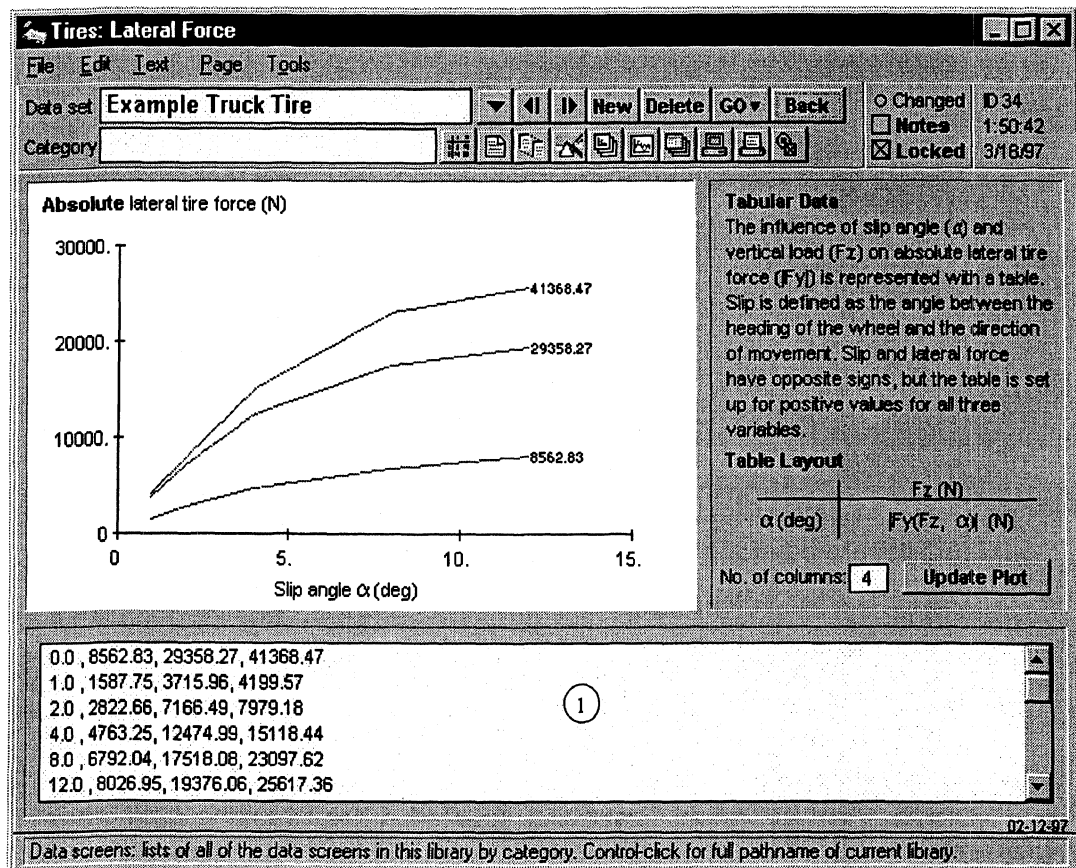 Tires: Lateral Force
File Edit Text Page Tools
Data set Example Truck Tire New Delete GO Back Changed ID 34
Notes 1:50:42
Category Locked 3/18/97
Absolute lateral tire force (N)
30000.
20000.
10000.
0
0 5. 10. 15.
Slip angle α (deg)
41368.47
29358.27
8562.83
Tabular Data
The influence of slip angle (α) and
vertical load (Fz) on absolute lateral tire
force (|Fy|) is represented with a table.
Slip is defined as the angle between the
heading of the wheel and the direction
of movement. Slip and lateral force
have opposite signs, but the table is set
up for positive values for all three
variables.
Table Layout
Fz (N)
α (deg) |Fy(Fz, α)| (N)
No. of columns: 4 Update Plot
0.0 , 8562.83, 29358.27, 41368.47
1.0 , 1587.75, 3715.96, 4199.57
2.0 , 2822.66, 7166.49, 7979.18
4.0 , 4763.25, 12474.99, 15118.44
8.0 , 6792.04, 17518.08, 23097.62
12.0 , 8026.95, 19376.06, 25617.36
1
02-12-97
Data screens: lists of all of the data screens in this library by category. Control-click for full pathname of current library.